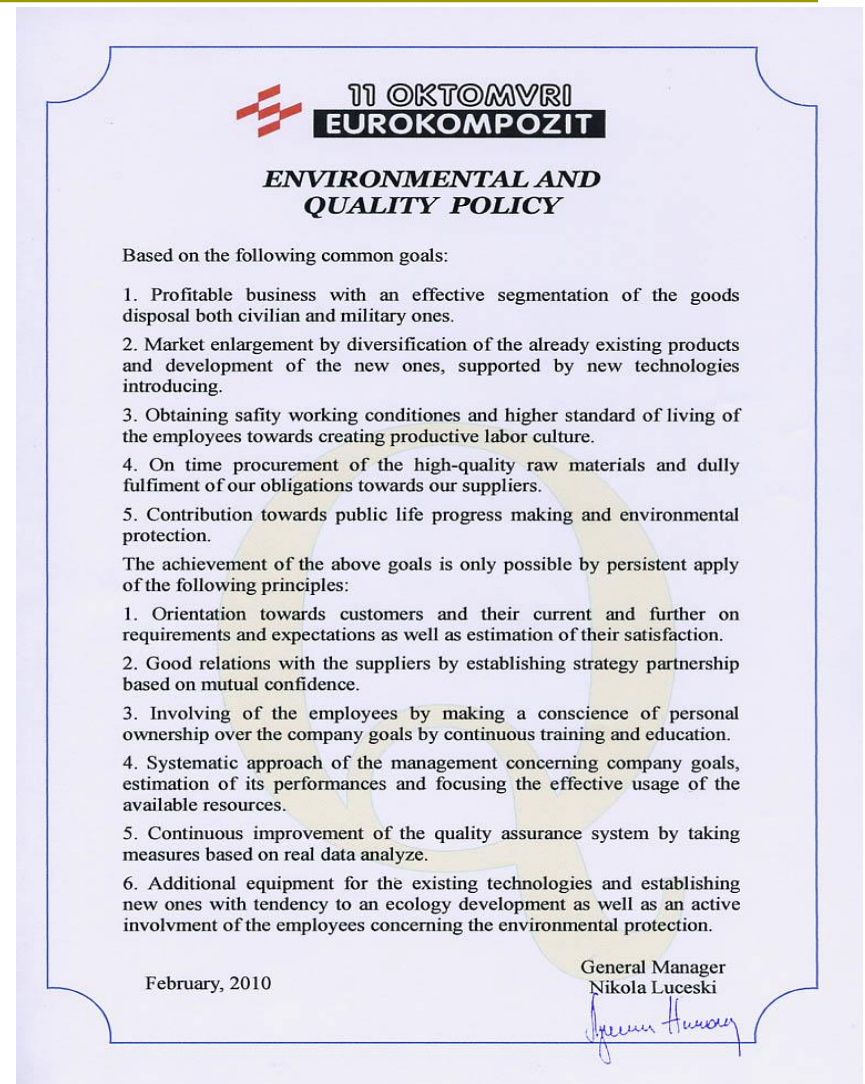 11 OKTOMVRI
EUROKOMPOZIT
ENVIRONMENTAL AND
QUALITY POLICY
Based on the following common goals:
1. Profitable business with an effective segmentation of the goods
disposal both civilian and military ones.
2. Market enlargement by diversification of the already existing products
and development of the new ones, supported by new technologies
introducing.
3. Obtaining safity working conditiones and higher standard of living of
the employees towards creating productive labor culture.
4. On time procurement of the high-quality raw materials and dully
fulfiment of our obligations towards our suppliers.
5. Contribution towards public life progress making and environmental
protection.
The achievement of the above goals is only possible by persistent apply
of the following principles:
1. Orientation towards customers and their current and further on
requirements and expectations as well as estimation of their satisfaction.
2. Good relations with the suppliers by establishing strategy partnership
based on mutual confidence.
3. Involving of the employees by making a conscience of personal
ownership over the company goals by continuous training and education.
4. Systematic approach of the management concerning company goals,
estimation of its performances and focusing the effective usage of the
available resources.
5. Continuous improvement of the quality assurance system by taking
measures based on real data analyze.
6. Additional equipment for the existing technologies and establishing
new ones with tendency to an ecology development as well as an active
involvment of the employees concerning the environmental protection.
February, 2010
General Manager
Nikola Luceski